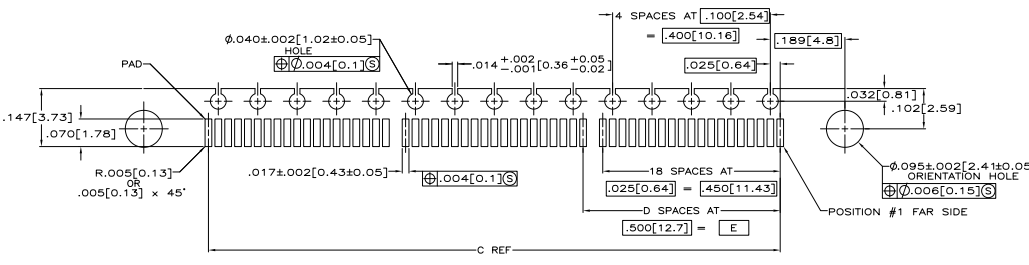 4 SPACES AT .100[2.54]
= .400[10.16]
.189[4.8]
Ø.040±.002[1.02±0.05]
HOLE
⌖ Ø.004[0.1]Ⓢ
.014 +.002 -.001 [0.36 +0.05 -0.02]
.025[0.64]
PAD
.032[0.81]
.102[2.59]
.147[3.73]
.070[1.78]
R.005[0.13]
OR
.005[0.13] × 45°
.017±.002[0.43±0.05]
⌖ .004[0.1]Ⓢ
18 SPACES AT
.025[0.64] = .450[11.43]
Ø.095±.002[2.41±0.05]
ORIENTATION HOLE
⌖ Ø.006[0.15]Ⓢ
D SPACES AT
.500[12.7] = E
POSITION #1 FAR SIDE
C REF